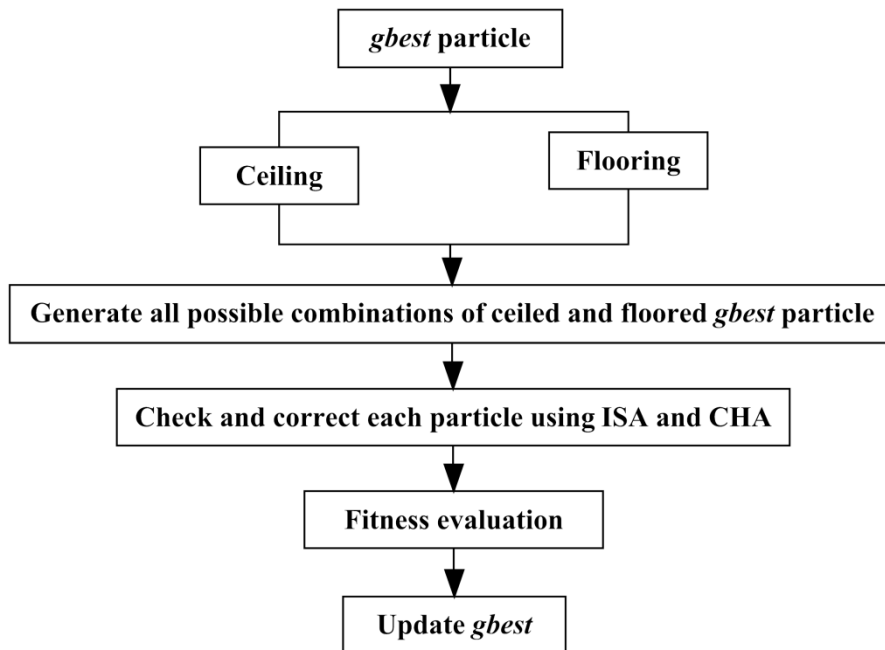 gbest particle
Ceiling
Flooring
Generate all possible combinations of ceiled and floored gbest particle
Check and correct each particle using ISA and CHA
Fitness evaluation
Update gbest